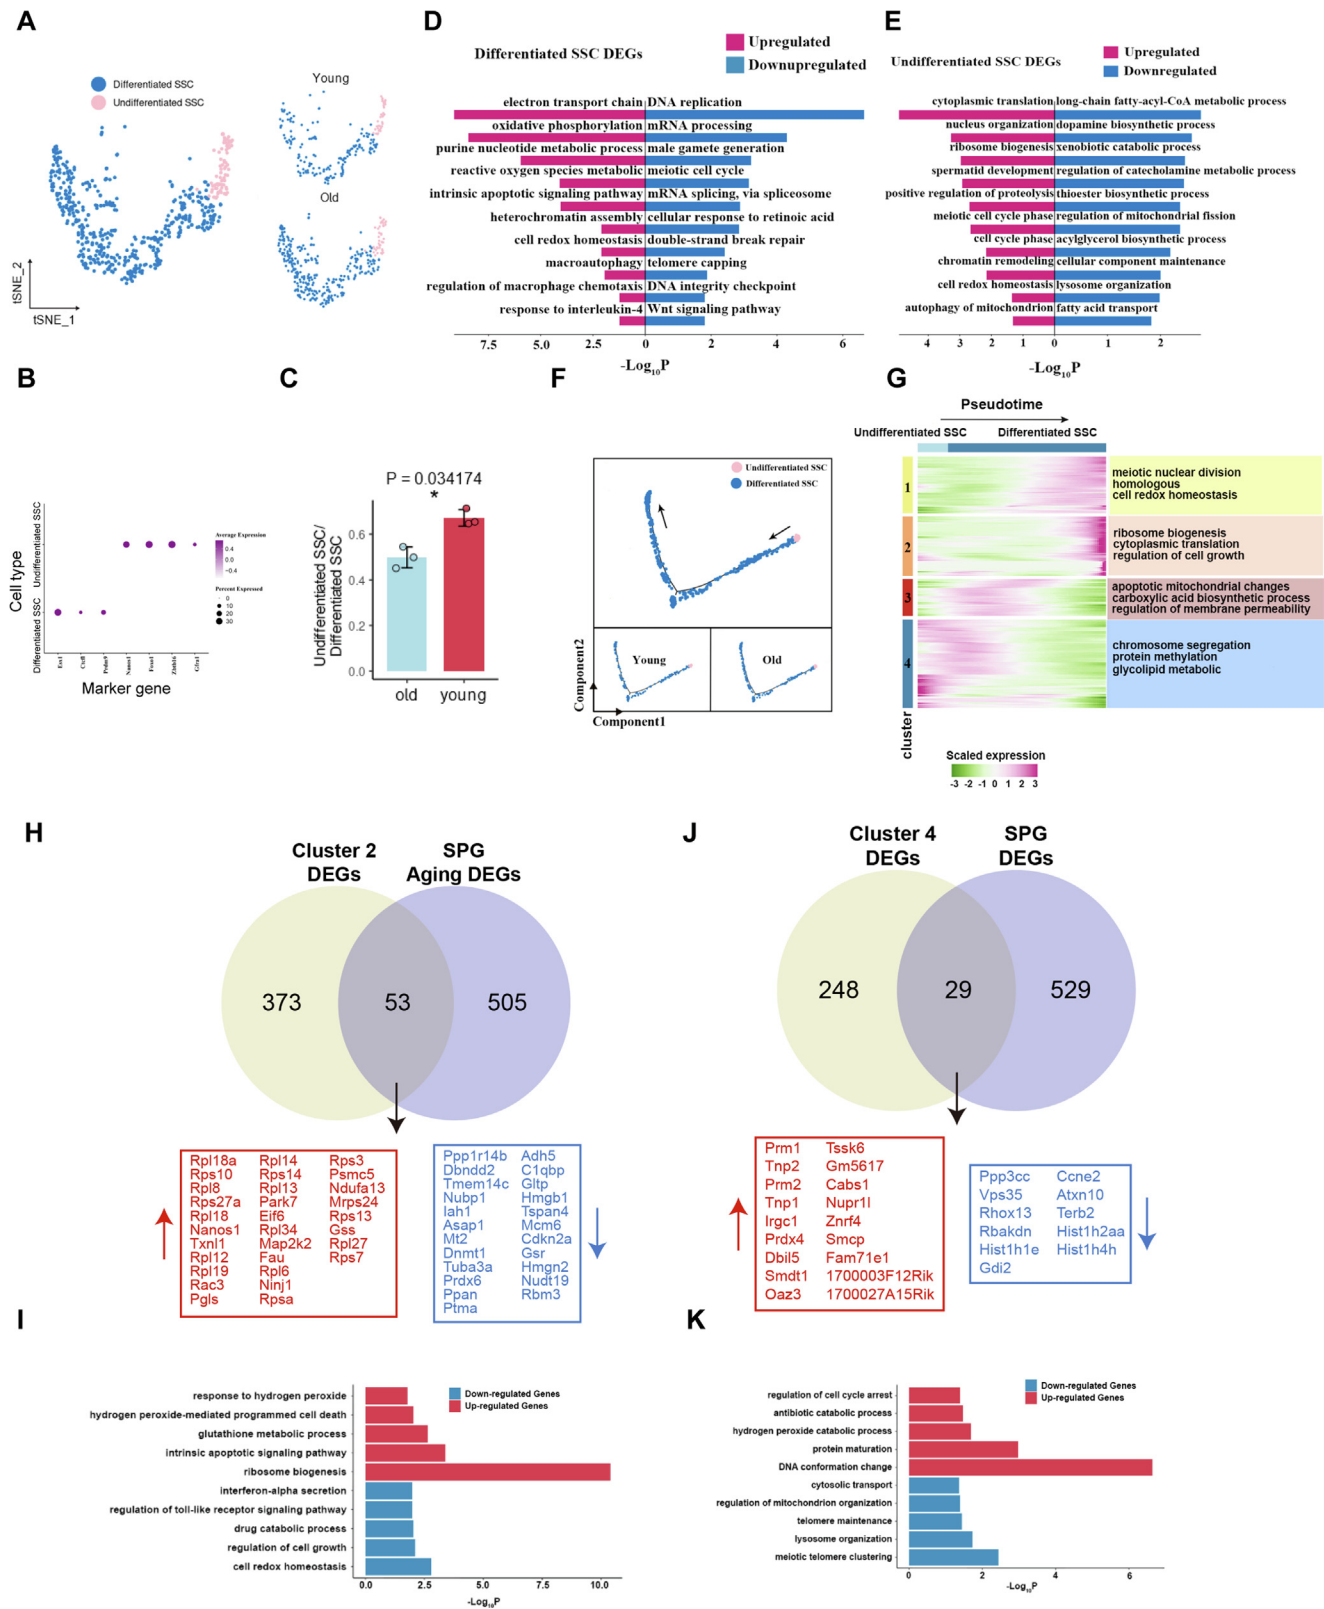 A
Differentiated SSC
Undifferentiated SSC
Young
Old
tSNE_2
tSNE_1
D
Differentiated SSC DEGs
Upregulated
Downupregulated
electron transport chain DNA replication
oxidative phosphorylation mRNA processing
purine nucleotide metabolic process male gamete generation
reactive oxygen species metabolic meiotic cell cycle
intrinsic apoptotic signaling pathway mRNA splicing, via spliceosome
heterochromatin assembly cellular response to retinoic acid
cell redox homeostasis double-strand break repair
macroautophagy telomere capping
regulation of macrophage chemotaxis DNA integrity checkpoint
response to interleukin-4 Wnt signaling pathway
7.5 5.0 2.5 0 2 4 6
-Log10P
E
Undifferentiated SSC DEGs
Upregulated
Downregulated
cytoplasmic translation long-chain fatty-acyl-CoA metabolic process
nucleus organization dopamine biosynthetic process
ribosome biogenesis xenobiotic catabolic process
spermatid development regulation of catecholamine metabolic process
positive regulation of proteolysis thioester biosynthetic process
meiotic cell cycle phase regulation of mitochondrial fission
cell cycle phase acylglycerol biosynthetic process
chromatin remodeling cellular component maintenance
cell redox homeostasis lysosome organization
autophagy of mitochondrion fatty acid transport
4 3 2 1 0 1 2
-Log10P
B
Cell type
Undifferentiated SSC
Differentiated SSC
Average Expression
0.4
0.0
−0.4
Percent Expressed
0
10
20
30
Esx1 Ctcfl Prdm9 Nanos1 Foxo1 Zbtb16 Gfra1
Marker gene
C
P = 0.034174
*
Undifferentiated SSC/
Differentiated SSC
0.6
0.4
0.2
0.0
old young
F
Undifferentiated SSC
Differentiated SSC
Young
Old
Component2
Component1
G
Pseudotime
Undifferentiated SSC Differentiated SSC
1
meiotic nuclear division
homologous
cell redox homeostasis
2
ribosome biogenesis
cytoplasmic translation
regulation of cell growth
3
apoptotic mitochondrial changes
carboxylic acid biosynthetic process
regulation of membrane permeability
4
chromosome segregation
protein methylation
glycolipid metabolic
cluster
Scaled expression
-3 -2 -1 0 1 2 3
H
Cluster 2
DEGs
SPG
Aging DEGs
373 53 505
Rpl18a Rpl14 Rps3
Rps10 Rps14 Psmc5
Rpl8 Rpl13 Ndufa13
Rps27a Park7 Mrps24
Rpl18 Eif6 Rps13
Nanos1 Rpl34 Gss
Txnl1 Map2k2 Rpl27
Rpl12 Fau Rps7
Rpl19 Rpl6
Rac3 Ninj1
Pgls Rpsa
Ppp1r14b Adh5
Dbndd2 C1qbp
Tmem14c Gltp
Nubp1 Hmgb1
Iah1 Tspan4
Asap1 Mcm6
Mt2 Cdkn2a
Dnmt1 Gsr
Tuba3a Hmgn2
Prdx6 Nudt19
Ppan Rbm3
Ptma
J
Cluster 4
DEGs
SPG
DEGs
248 29 529
Prm1 Tssk6
Tnp2 Gm5617
Prm2 Cabs1
Tnp1 Nupr1l
Irgc1 Znrf4
Prdx4 Smcp
Dbil5 Fam71e1
Smdt1 1700003F12Rik
Oaz3 1700027A15Rik
Ppp3cc Ccne2
Vps35 Atxn10
Rhox13 Terb2
Rbakdn Hist1h2aa
Hist1h1e Hist1h4h
Gdi2
I
Down-regulated Genes
Up-regulated Genes
response to hydrogen peroxide
hydrogen peroxide-mediated programmed cell death
glutathione metabolic process
intrinsic apoptotic signaling pathway
ribosome biogenesis
interferon-alpha secretion
regulation of toll-like receptor signaling pathway
drug catabolic process
regulation of cell growth
cell redox homeostasis
0.0 2.5 5.0 7.5 10.0
-Log10P
K
Down-regulated Genes
Up-regulated Genes
regulation of cell cycle arrest
antibiotic catabolic process
hydrogen peroxide catabolic process
protein maturation
DNA conformation change
cytosolic transport
regulation of mitochondrion organization
telomere maintenance
lysosome organization
meiotic telomere clustering
0 2 4 6
-Log10P